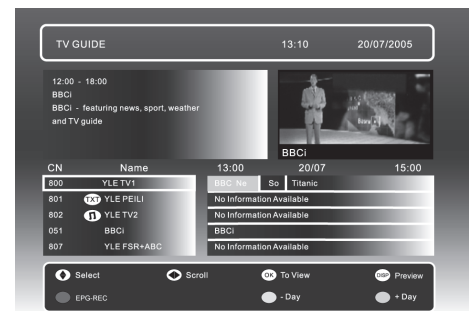 TV GUIDE 13:10 20/07/2005
12:00 - 18:00
BBCi
BBCi - featuring news, sport, weather
and TV guide
BBCi
CN Name 13:00 20/07 15:00
800 YLE TV1 BBC Ne So Titanic
801 TXT YLE PEILI No Information Available
802 YLE TV2 No Information Available
051 BBCi BBCi
807 YLE FSR+ABC No Information Available
Select Scroll OK To View DISP Preview
EPG-REC - Day + Day